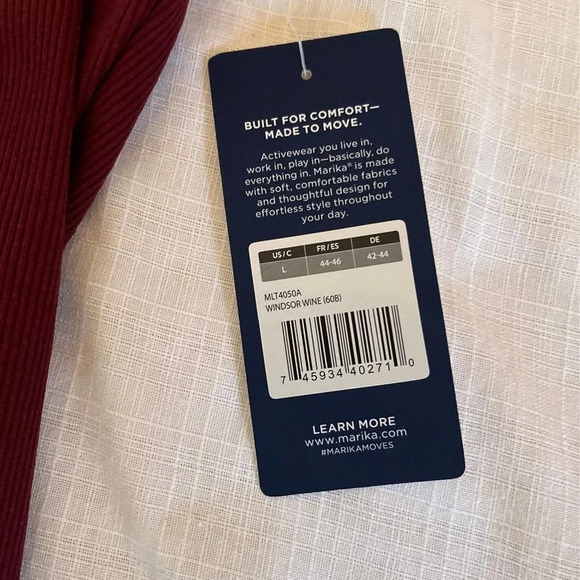 BUILT FOR COMFORT—
MADE TO MOVE.
Activewear you live in,
work in, play in—basically, do
everything in. Marika® is made
with soft, comfortable fabrics
and thoughtful design for
effortless style throughout
your day.
US / C FR / ES DE
L 44-46 42-44
MLT4050A
WINDSOR WINE (60B)
7 45934 40271 0
LEARN MORE
www.marika.com
#MARIKAMOVES